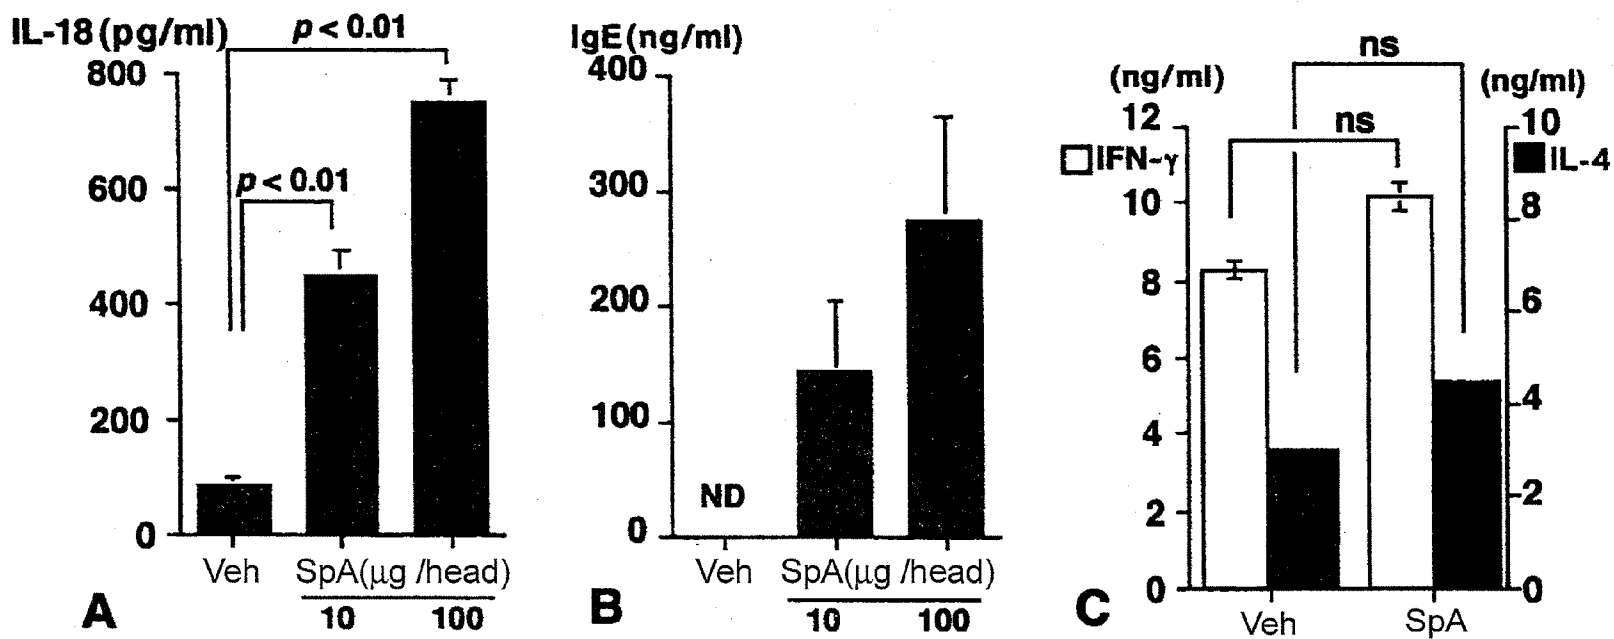 IL-18 (pg/ml)
p < 0.01
800
p < 0.01
600
400
200
0
Veh
SpA(μg /head)
10
100
A
IgE(ng/ml)
400
300
200
100
0
ND
Veh
SpA(μg /head)
10
100
B
ns
(ng/ml)
(ng/ml)
12
ns
10
IFN-γ
IL-4
10
8
8
6
6
4
4
2
2
0
0
Veh
SpA
C